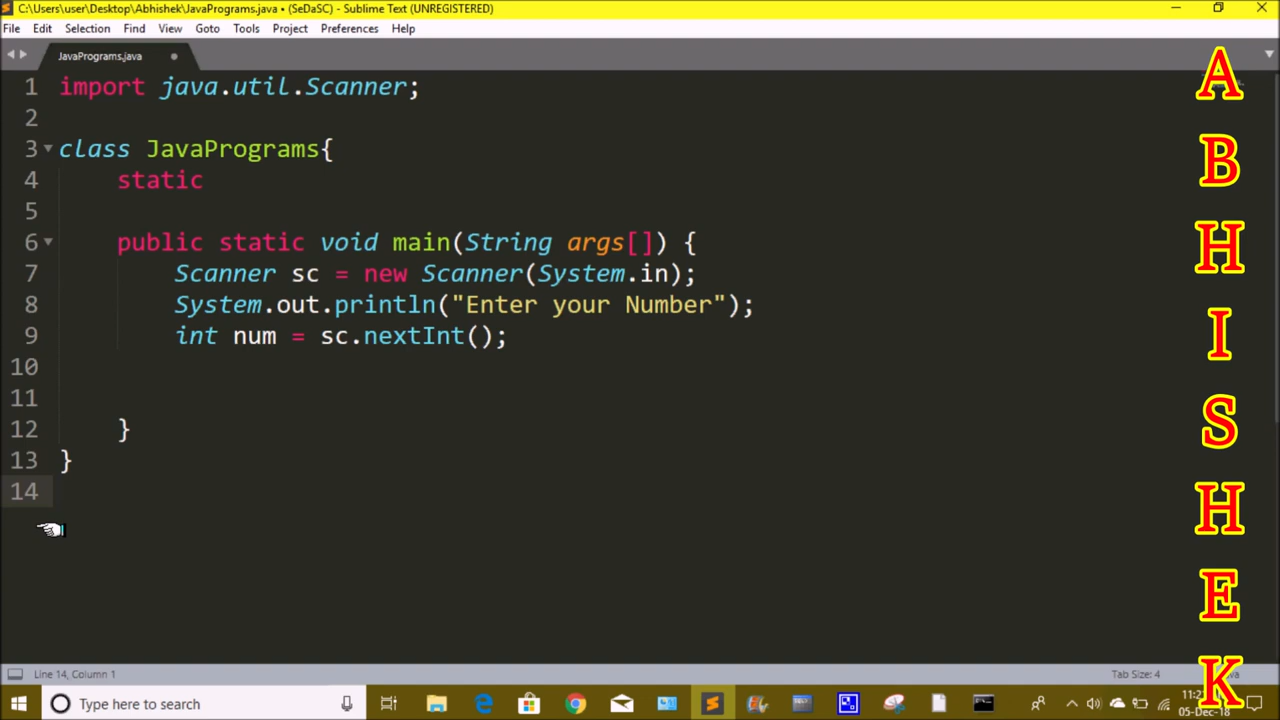 C:\Users\user\Desktop\Abhishek\JavaPrograms.java • (SeDaSC) - Sublime Text (UNREGISTERED)
File Edit Selection Find View Goto Tools Project Preferences Help
JavaPrograms.java
1 import java.util.Scanner;
2
3 class JavaPrograms{
4 static
5
6 public static void main(String args[]) {
7 Scanner sc = new Scanner(System.in);
8 System.out.println("Enter your Number");
9 int num = sc.nextInt();
10
11
12 }
13 }
14
A
B
H
I
S
H
E
K
Line 14, Column 1
Tab Size: 4
Type here to search
05-Dec-18